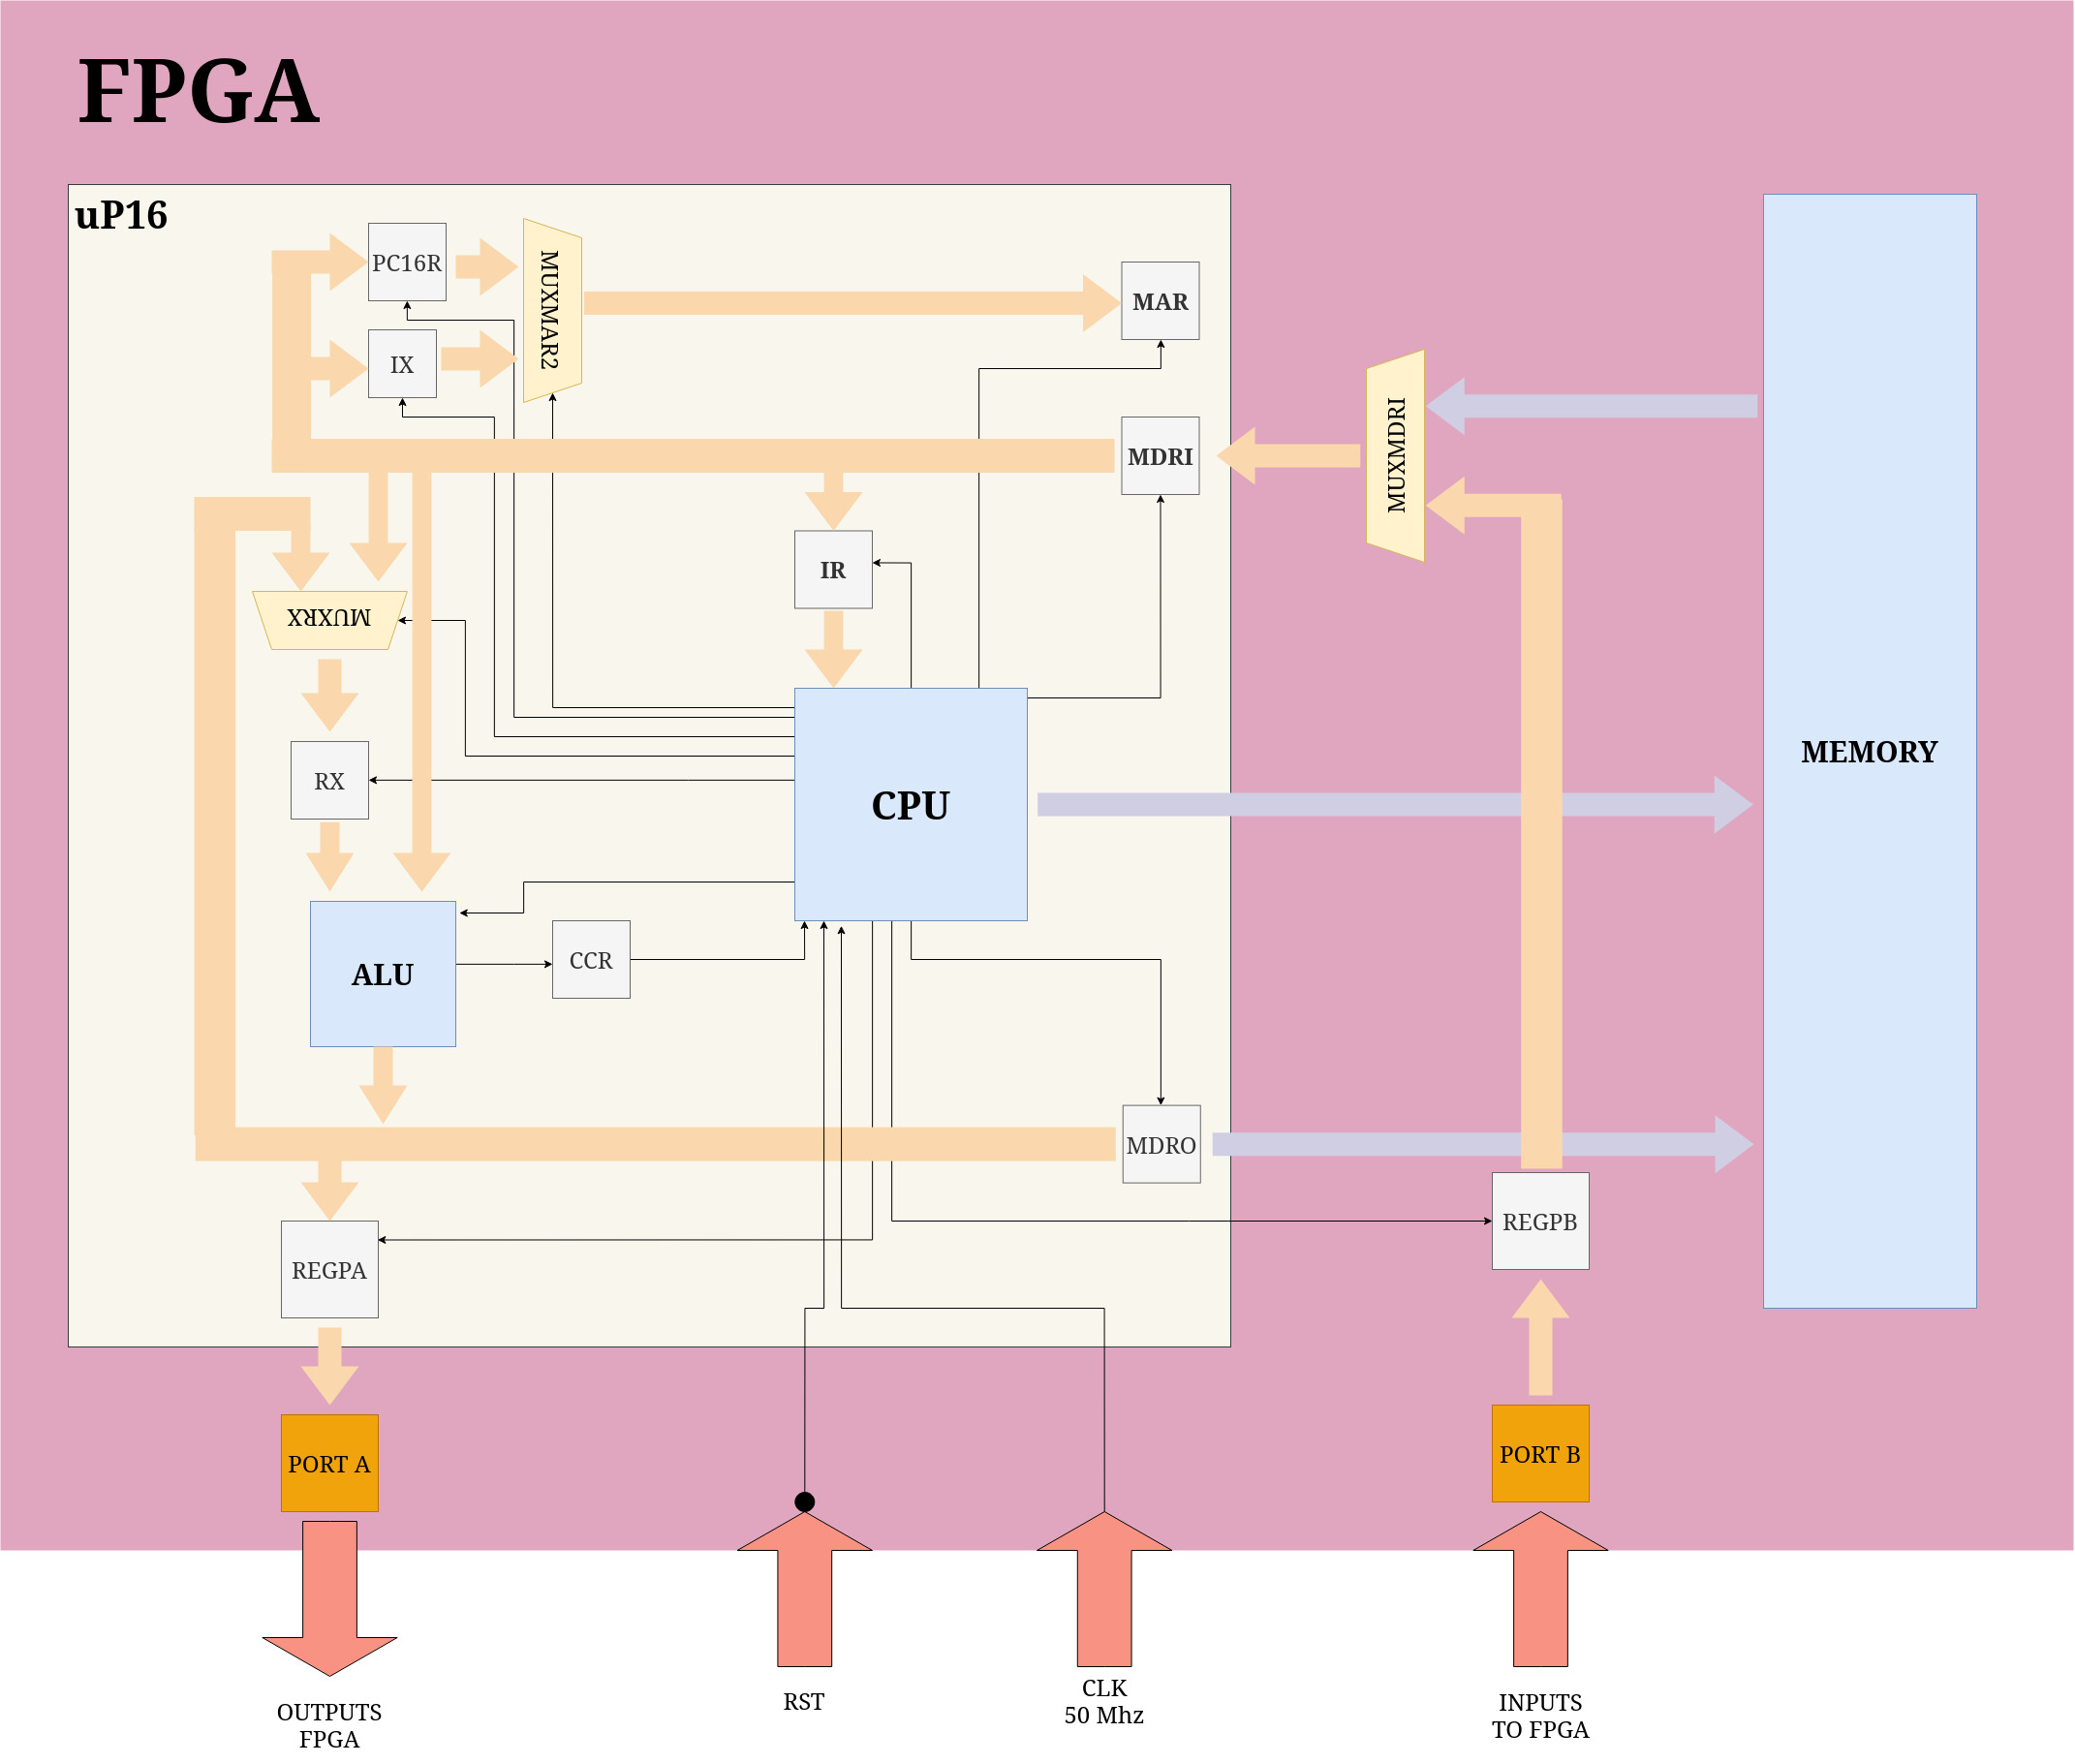 FPGA
uP16
PC16R
MUXMAR2
MAR
IX
MDRI
MUXMDRI
IR
MUXRX
MEMORY
RX
CPU
ALU
CCR
MDRO
REGPB
REGPA
PORT A
PORT B
OUTPUTS
FPGA
RST
CLK
50 Mhz
INPUTS
TO FPGA